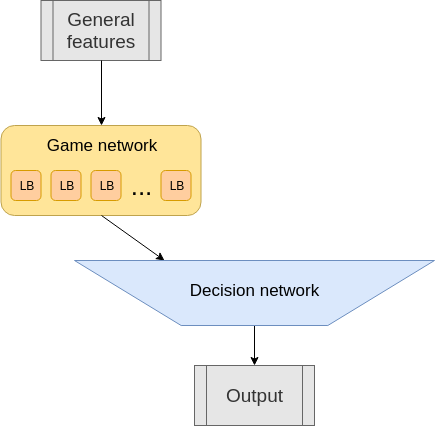 General
features
Game network
LB LB LB ... LB
Decision network
Output